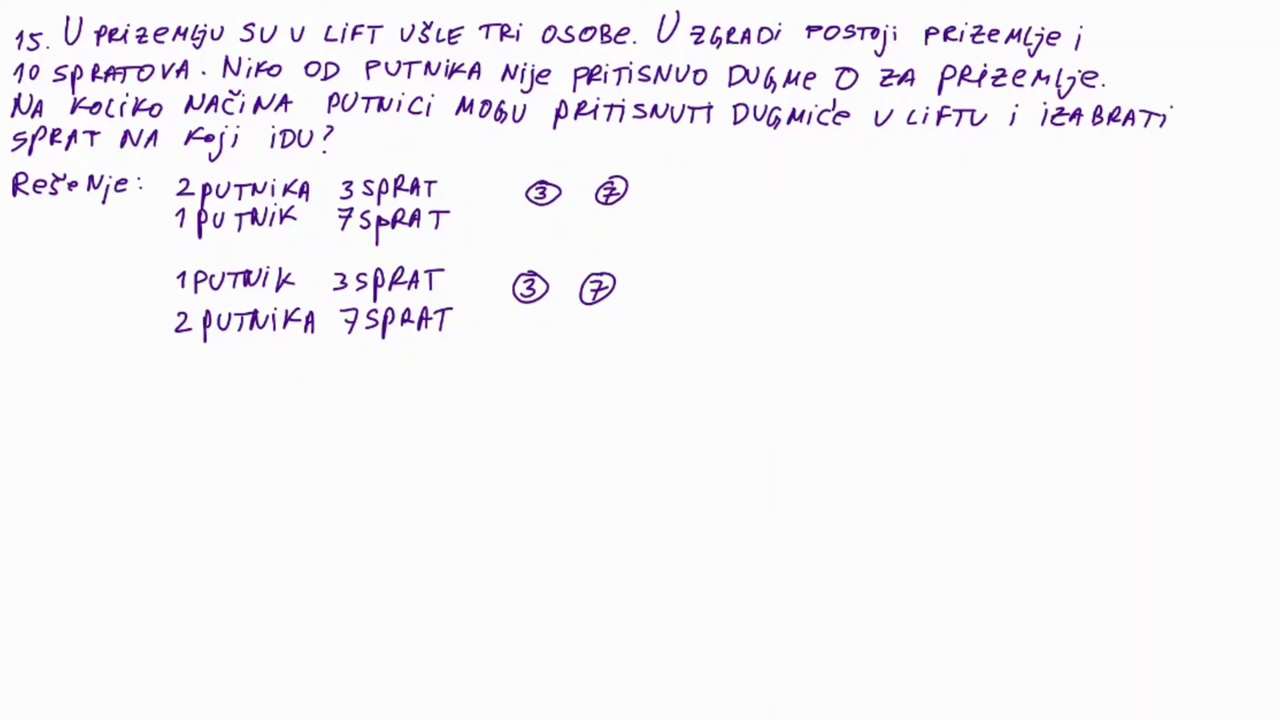 15. U PRIZEMLJU SU U LIFT UŠLE TRI OSOBE. U ZGRADI POSTOJI PRIZEMLJE I
10 SPRATOVA. NIKO OD PUTNIKA NIJE PRITISNUO DUGME 0 ZA PRIZEMLJE.
NA KOLIKO NAČINA PUTNICI MOGU PRITISNUTI DUGMIĆE U LIFTU I IZABRATI
SPRAT NA KOJI IDU?
REŠENJE: 2 PUTNIKA 3 SPRAT 3 7
1 PUTNIK 7 SPRAT
1 PUTNIK 3 SPRAT 3 7
2 PUTNIKA 7 SPRAT